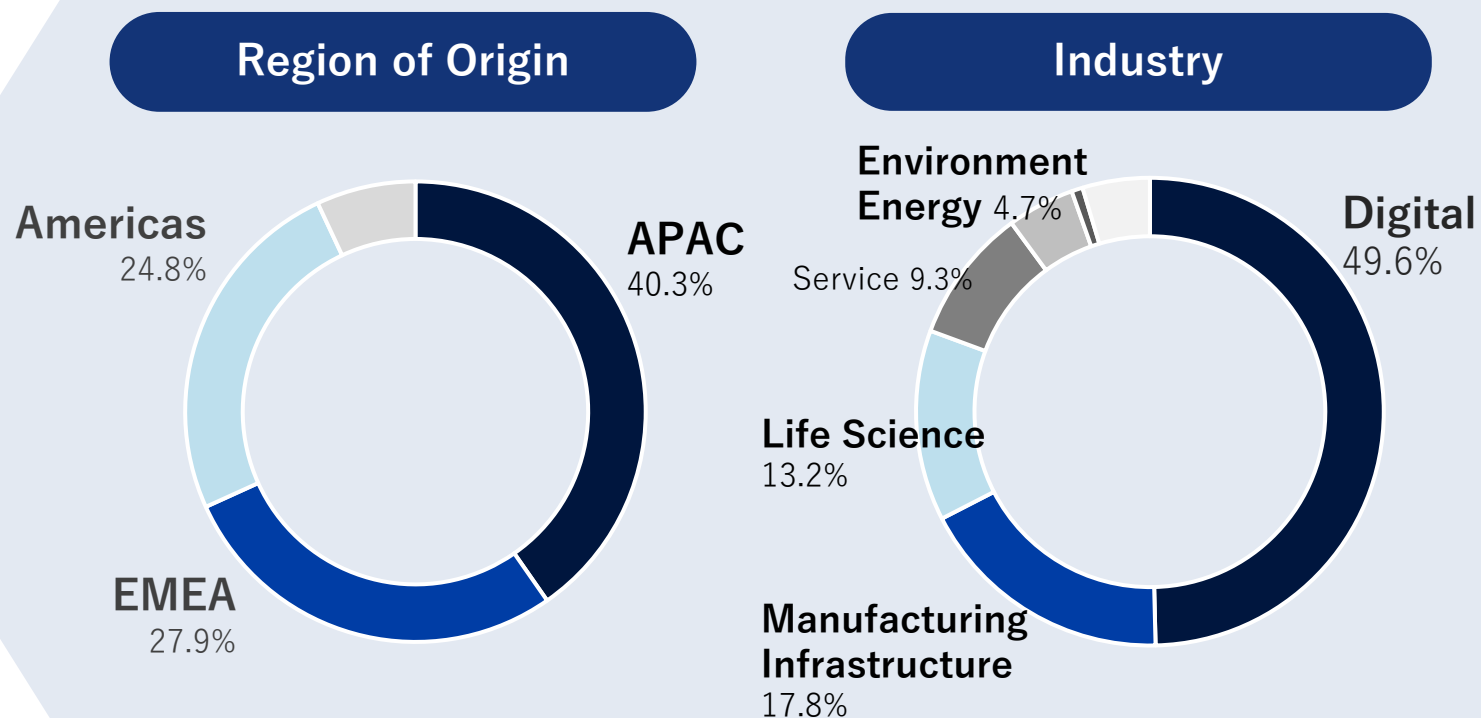 Region of Origin
Americas
24.8%
APAC
40.3%
EMEA
27.9%
Industry
Environment
Energy 4.7%
Digital
49.6%
Service 9.3%
Life Science
13.2%
Manufacturing
Infrastructure
17.8%